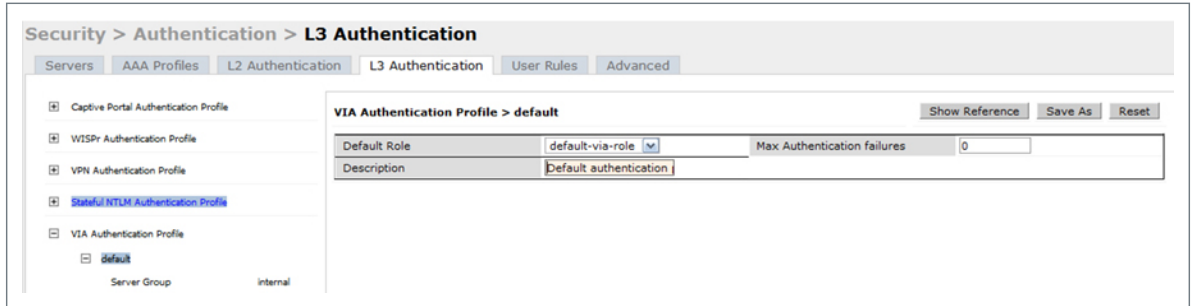 Security > Authentication > L3 Authentication
Servers AAA Profiles L2 Authentication L3 Authentication User Rules Advanced
Captive Portal Authentication Profile
WISPr Authentication Profile
VPN Authentication Profile
Stateful NTLM Authentication Profile
VIA Authentication Profile
default
Server Group internal
VIA Authentication Profile > default Show Reference Save As Reset
Default Role default-via-role Max Authentication failures 0
Description Default authentication